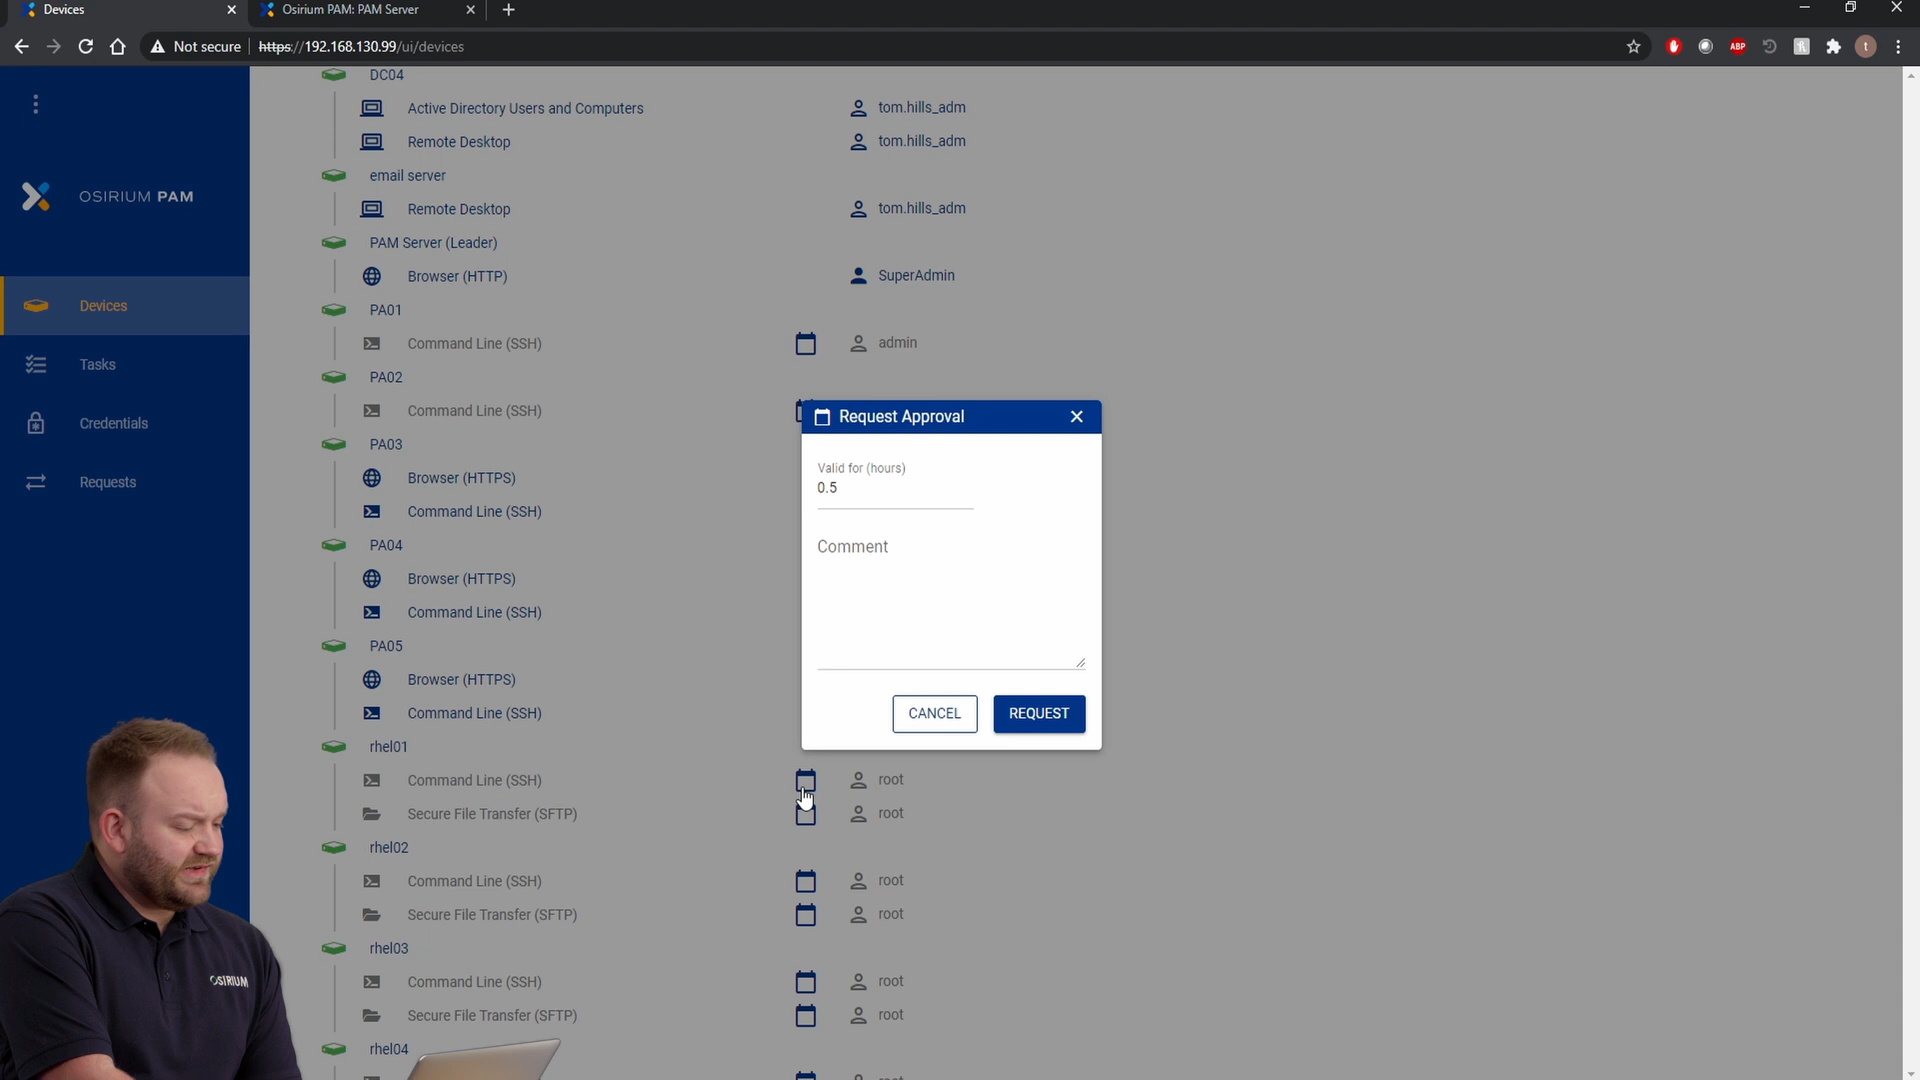 Devices
Osirium PAM: PAM Server
Not secure
https://192.168.130.99/ui/devices
ABP
t
OSIRIUM PAM
Devices
Tasks
Credentials
Requests
DC04
Active Directory Users and Computers
tom.hills_adm
Remote Desktop
tom.hills_adm
email server
Remote Desktop
tom.hills_adm
PAM Server (Leader)
Browser (HTTP)
SuperAdmin
PA01
Command Line (SSH)
admin
PA02
Command Line (SSH)
PA03
Browser (HTTPS)
Command Line (SSH)
PA04
Browser (HTTPS)
Command Line (SSH)
PA05
Browser (HTTPS)
Command Line (SSH)
Request Approval
Valid for (hours)
0.5
Comment
CANCEL
REQUEST
rhel01
Command Line (SSH)
root
Secure File Transfer (SFTP)
root
rhel02
Command Line (SSH)
root
Secure File Transfer (SFTP)
root
rhel03
Command Line (SSH)
root
Secure File Transfer (SFTP)
root
rhel04
OSIRIUM